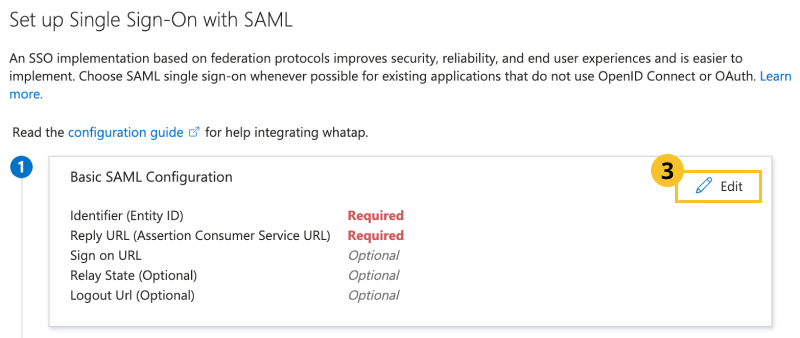 Set up Single Sign-On with SAML
An SSO implementation based on federation protocols improves security, reliability, and end user experiences and is easier to
implement. Choose SAML single sign-on whenever possible for existing applications that do not use OpenID Connect or OAuth. Learn
more.
Read the configuration guide for help integrating whatap.
1
Basic SAML Configuration
3
Edit
Identifier (Entity ID) Required
Reply URL (Assertion Consumer Service URL) Required
Sign on URL Optional
Relay State (Optional) Optional
Logout Url (Optional) Optional